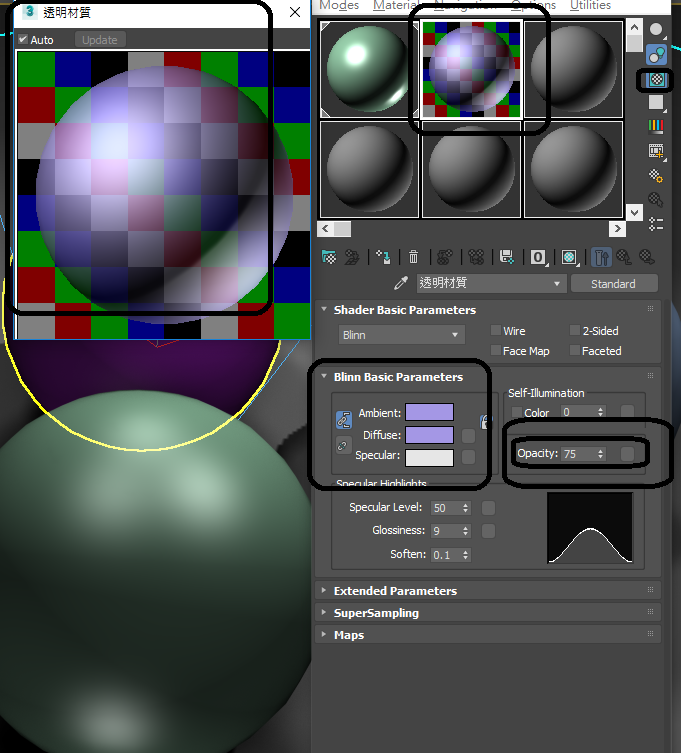 3 透明材質
Auto
Update
Modes Material Navigation Options Utilities
0
透明材質
Standard
Shader Basic Parameters
Blinn
Wire
2-Sided
Face Map
Faceted
Blinn Basic Parameters
Ambient:
Diffuse:
Specular:
Self-Illumination
Color 0
Opacity: 75
Specular Highlights
Specular Level: 50
Glossiness: 9
Soften: 0.1
Extended Parameters
SuperSampling
Maps